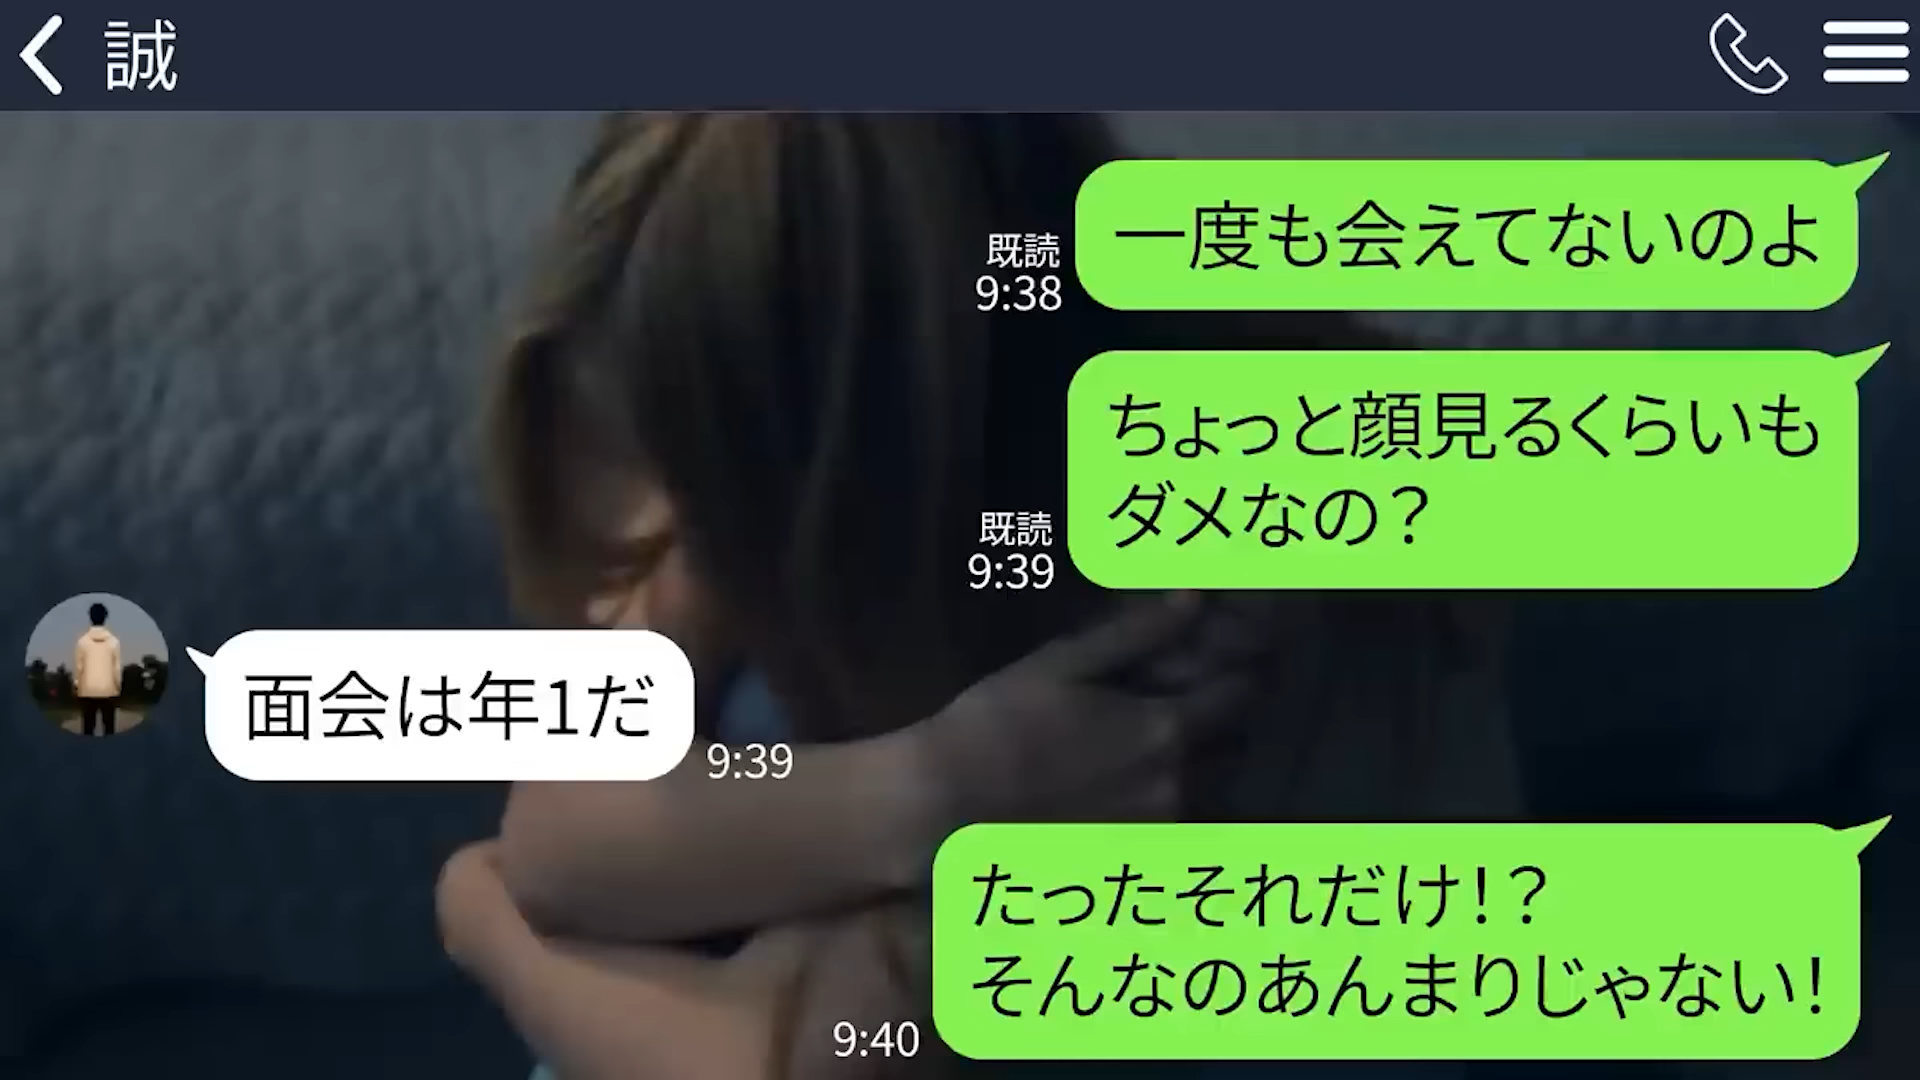 誠
一度も会えてないのよ
既読
9:38
ちょっと顔見るくらいも
ダメなの？
既読
9:39
面会は年1だ
9:39
たったそれだけ！？
そんなのあんまりじゃない！
9:40